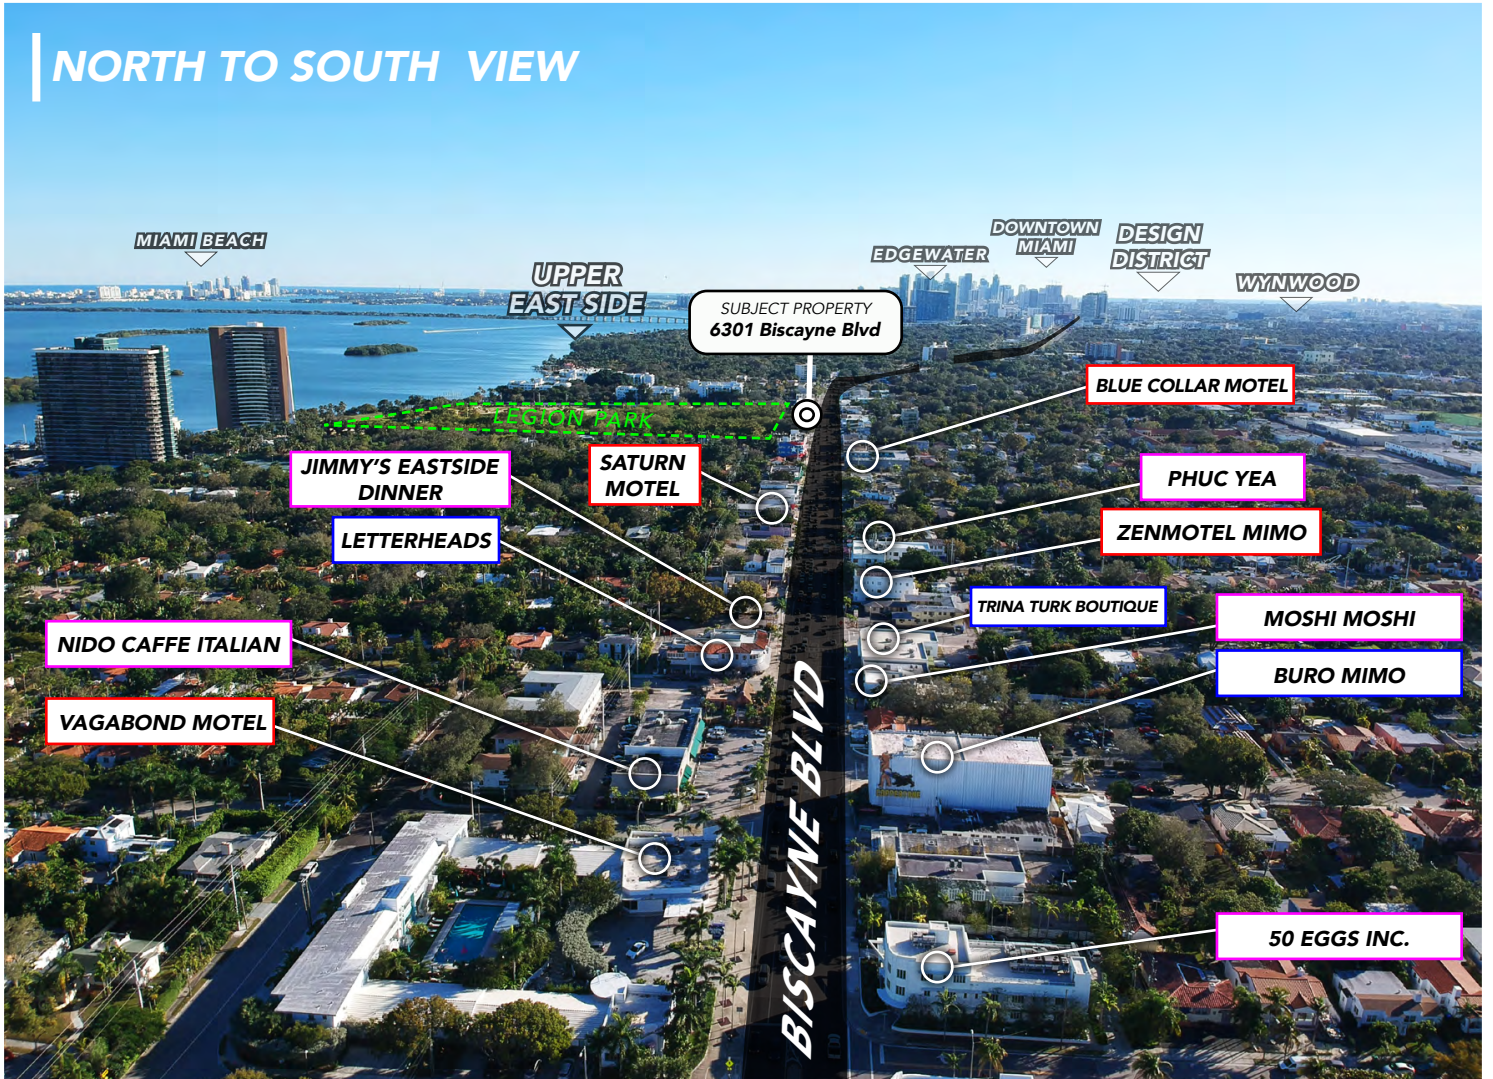 NORTH TO SOUTH VIEW
MIAMI BEACH
UPPER
EAST SIDE
SUBJECT PROPERTY
6301 Biscayne Blvd
EDGEWATER
DOWNTOWN
MIAMI
DESIGN
DISTRICT
WYNWOOD
BLUE COLLAR MOTEL
LEGION PARK
JIMMY'S EASTSIDE
DINNER
SATURN
MOTEL
PHUC YEA
LETTERHEADS
ZENMOTEL MIMO
TRINA TURK BOUTIQUE
MOSHI MOSHI
NIDO CAFFE ITALIAN
BURO MIMO
VAGABOND MOTEL
BISCAYNE BLVD
50 EGGS INC.